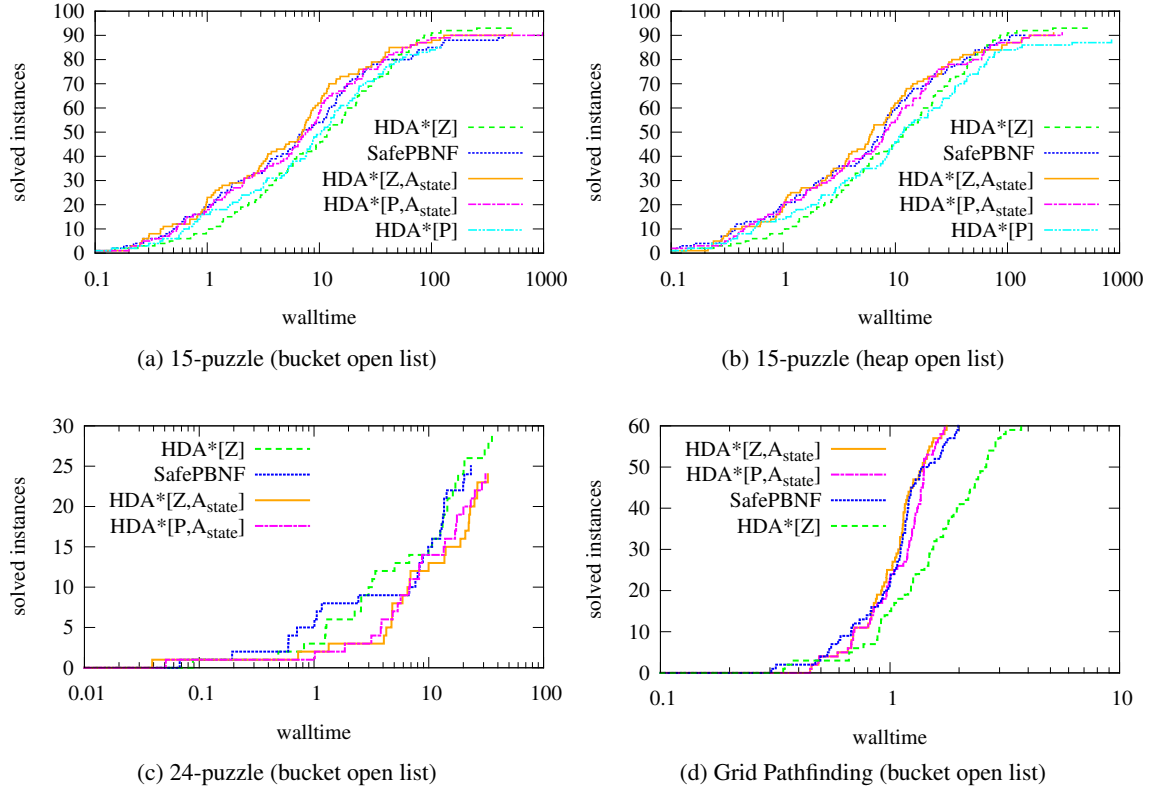 100
90
80
70
60
50
40
30
20
10
0
solved instances
HDA*[Z]
SafePBNF
HDA*[Z,Astate]
HDA*[P,Astate]
HDA*[P]
0.1 1 10 100 1000
walltime
(a) 15-puzzle (bucket open list)
100
90
80
70
60
50
40
30
20
10
0
solved instances
HDA*[Z]
SafePBNF
HDA*[Z,Astate]
HDA*[P,Astate]
HDA*[P]
0.1 1 10 100 1000
walltime
(b) 15-puzzle (heap open list)
30
25
20
15
10
5
0
solved instances
HDA*[Z]
SafePBNF
HDA*[Z,Astate]
HDA*[P,Astate]
0.01 0.1 1 10 100
walltime
(c) 24-puzzle (bucket open list)
60
50
40
30
20
10
0
solved instances
HDA*[Z,Astate]
HDA*[P,Astate]
SafePBNF
HDA*[Z]
0.1 1 10
walltime
(d) Grid Pathfinding (bucket open list)